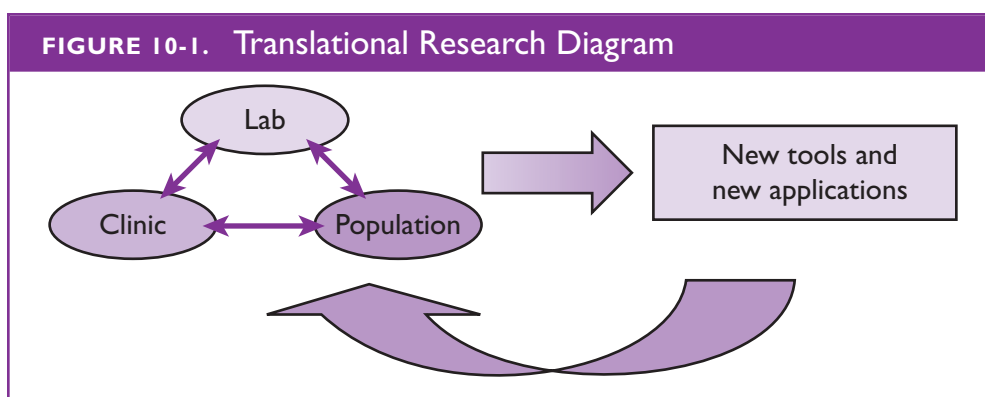 FIGURE 10-1. Translational Research Diagram
Lab
Clinic
Population
New tools and
new applications